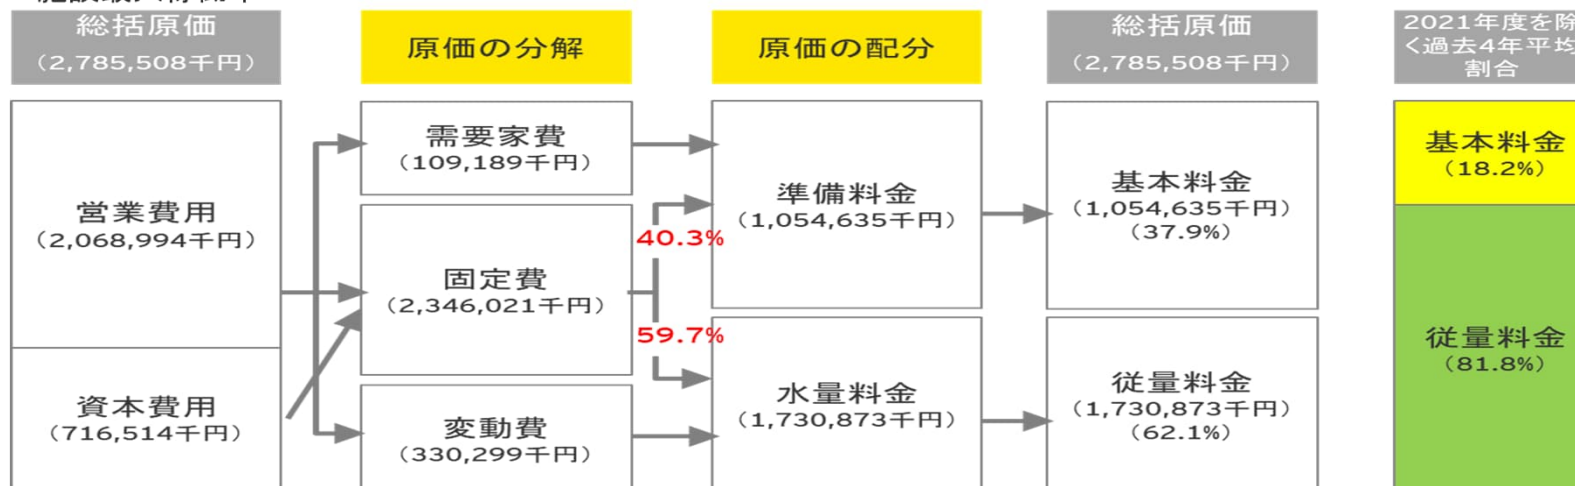 総括原価
（2,785,508千円）
原価の分解
原価の配分
総括原価
（2,785,508千円）
2021年度を除
く過去4年平均
割合
営業費用
（2,068,994千円）
資本費用
（716,514千円）
需要家費
（109,189千円）
固定費
（2,346,021千円）
変動費
（330,299千円）
40.3%
59.7%
準備料金
（1,054,635千円）
水量料金
（1,730,873千円）
基本料金
（1,054,635千円）
（37.9%）
従量料金
（1,730,873千円）
（62.1%）
基本料金
（18.2%）
従量料金
（81.8%）